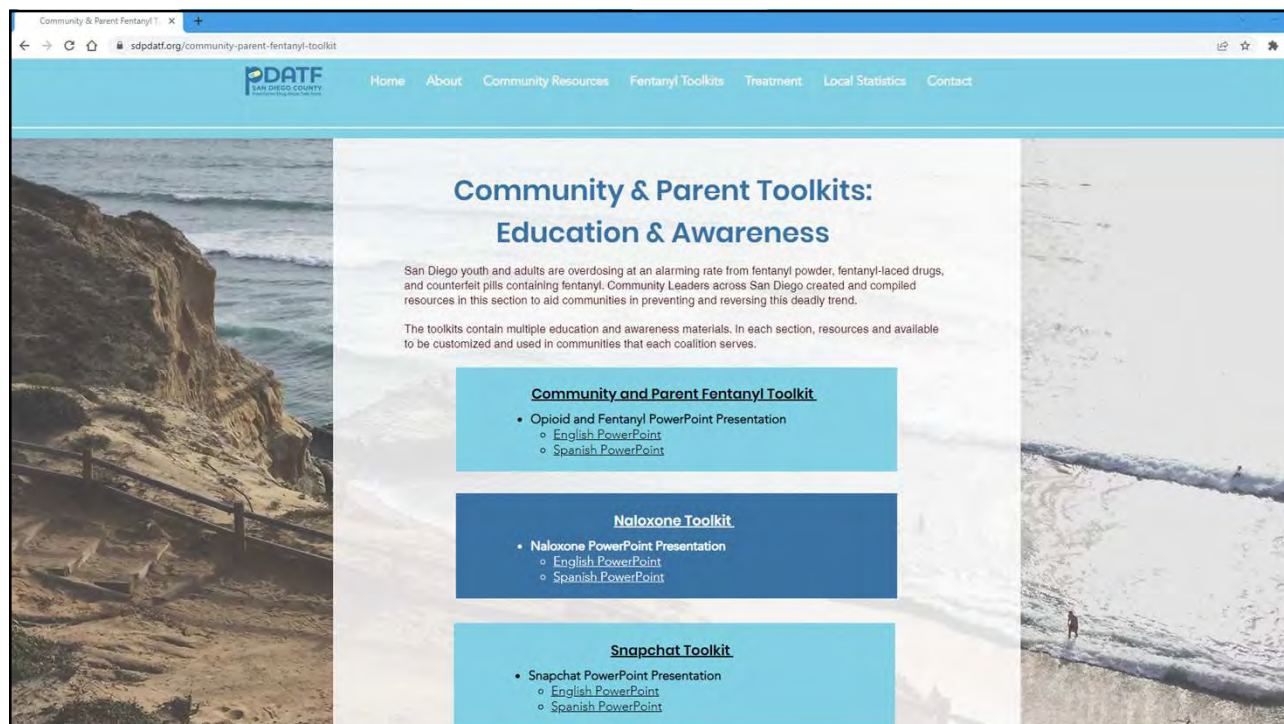 Community & Parent Fentanyl T
sdpdatf.org/community-parent-fentanyl-toolkit
PDATF
SAN DIEGO COUNTY
Prescription Drug Abuse Task Force
Home About Community Resources Fentanyl Toolkits Treatment Local Statistics Contact
Community & Parent Toolkits:
Education & Awareness
San Diego youth and adults are overdosing at an alarming rate from fentanyl powder, fentanyl-laced drugs,
and counterfeit pills containing fentanyl. Community Leaders across San Diego created and compiled
resources in this section to aid communities in preventing and reversing this deadly trend.
The toolkits contain multiple education and awareness materials. In each section, resources and available
to be customized and used in communities that each coalition serves.
Community and Parent Fentanyl Toolkit
• Opioid and Fentanyl PowerPoint Presentation
◦ English PowerPoint
◦ Spanish PowerPoint
Naloxone Toolkit
• Naloxone PowerPoint Presentation
◦ English PowerPoint
◦ Spanish PowerPoint
Snapchat Toolkit
• Snapchat PowerPoint Presentation
◦ English PowerPoint
◦ Spanish PowerPoint